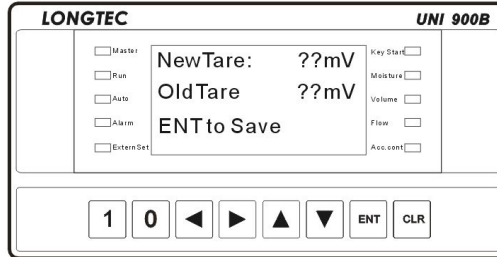 LONGTEC
UNI 900B
Master
Run
Auto
Alarm
ExternSet
NewTare: ??mV
OldTare ??mV
ENT to Save
Key Start
Moisture
Volume
Flow
Acc.cont
1 0 ENT CLR